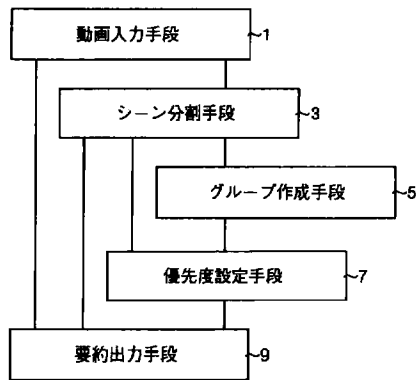 動画入力手段 ~1
シーン分割手段 ~3
グループ作成手段 ~5
優先度設定手段 ~7
要約出力手段 ~9